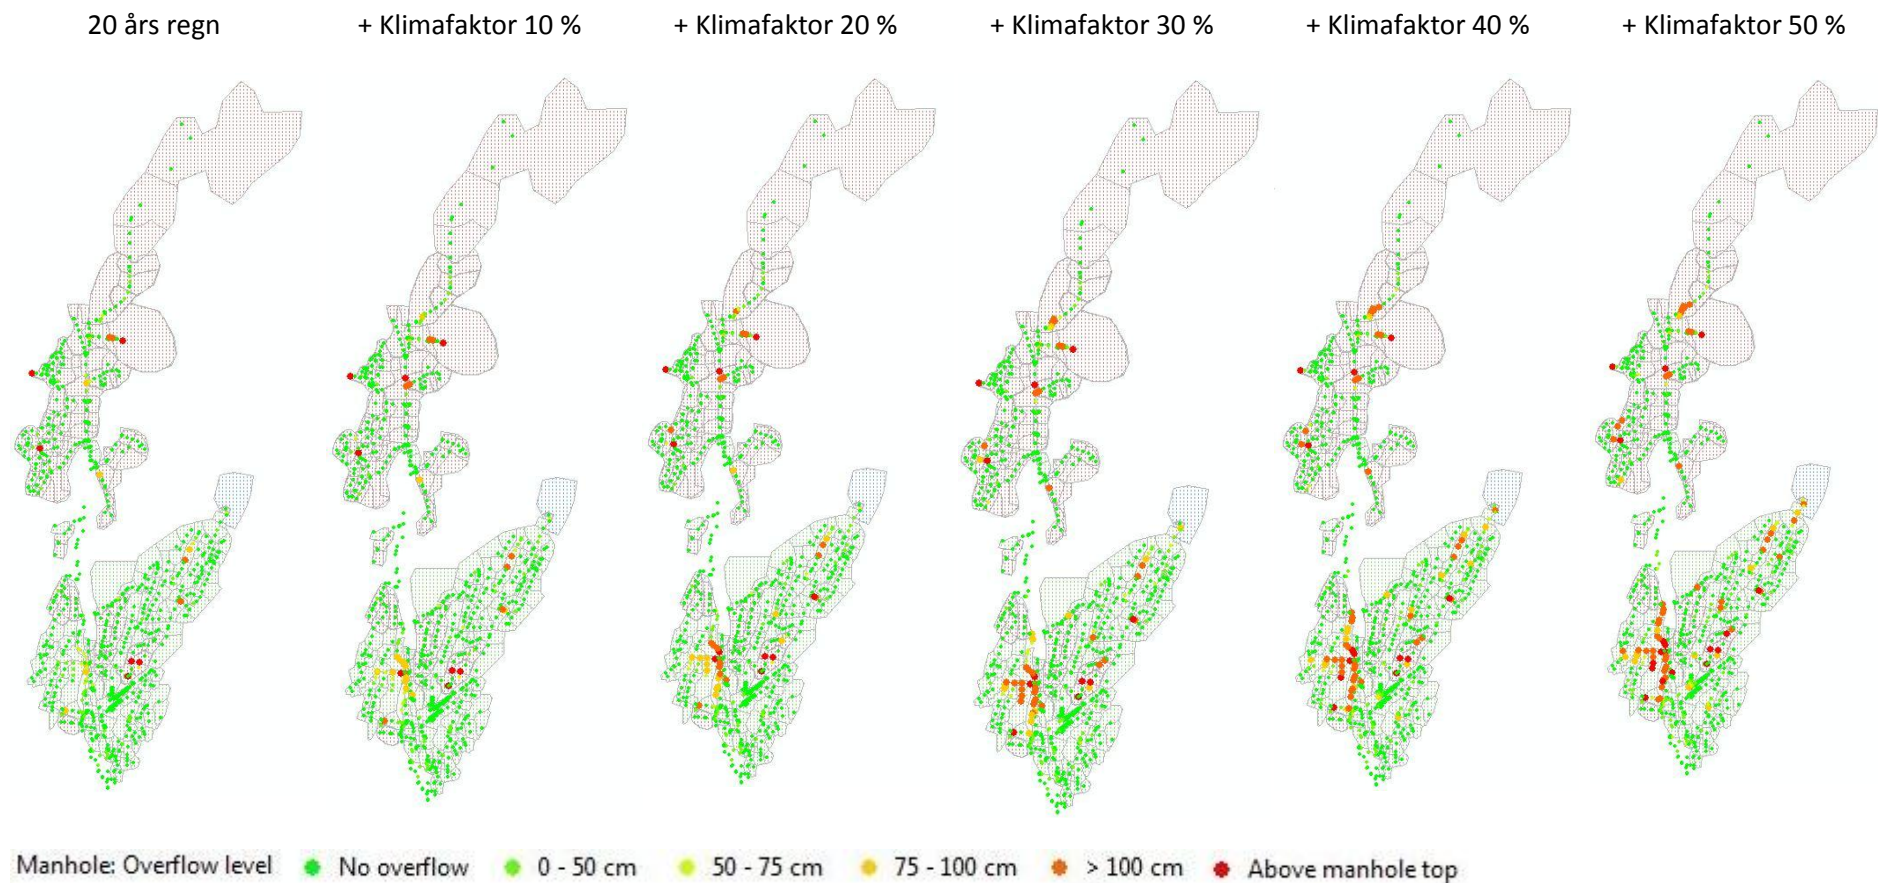 20 års regn + Klimafaktor 10 % + Klimafaktor 20 % + Klimafaktor 30 % + Klimafaktor 40 % + Klimafaktor 50 %
Manhole: Overflow level No overflow 0 - 50 cm 50 - 75 cm 75 - 100 cm > 100 cm Above manhole top